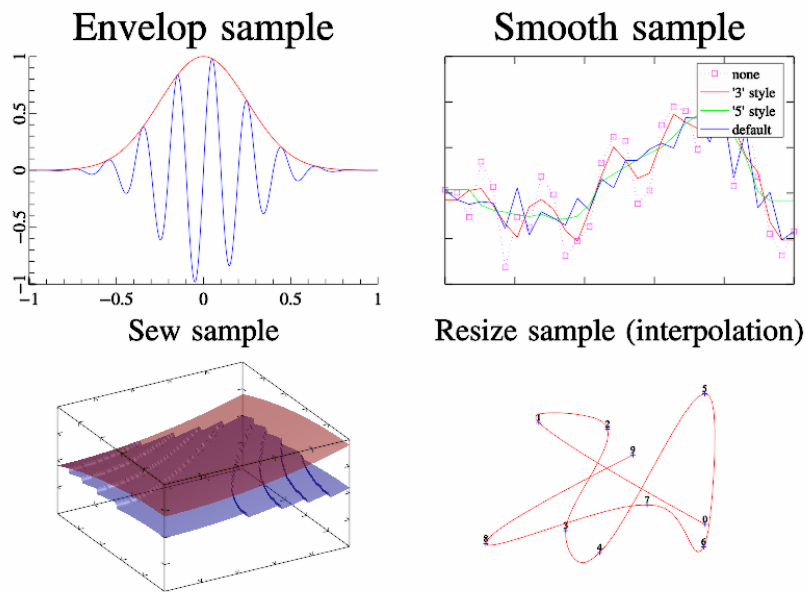 Envelop sample
Smooth sample
1
0.5
0
−0.5
−1
−1
−0.5
0
0.5
1
none
'3' style
'5' style
default
Sew sample
Resize sample (interpolation)
5
1
2
9
7
0
8
3
4
6